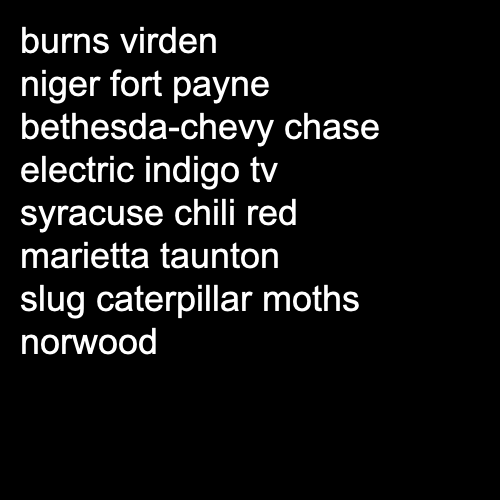 burns virden
niger fort payne
bethesda-chevy chase
electric indigo tv
syracuse chili red
marietta taunton
slug caterpillar moths
norwood